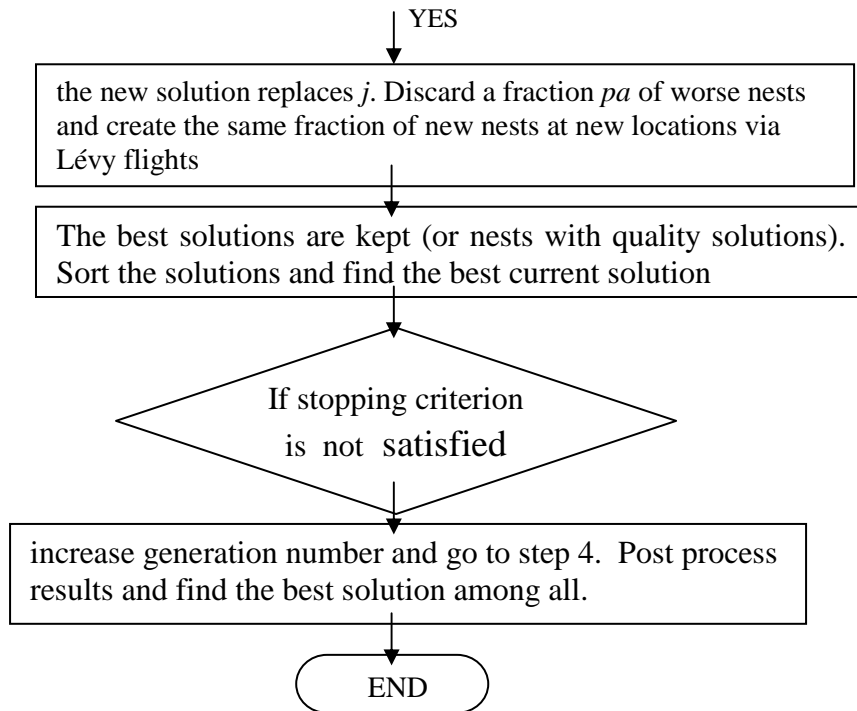 YES
the new solution replaces j. Discard a fraction pa of worse nests
and create the same fraction of new nests at new locations via
Lévy flights
The best solutions are kept (or nests with quality solutions).
Sort the solutions and find the best current solution
If stopping criterion
is not satisfied
increase generation number and go to step 4. Post process
results and find the best solution among all.
END